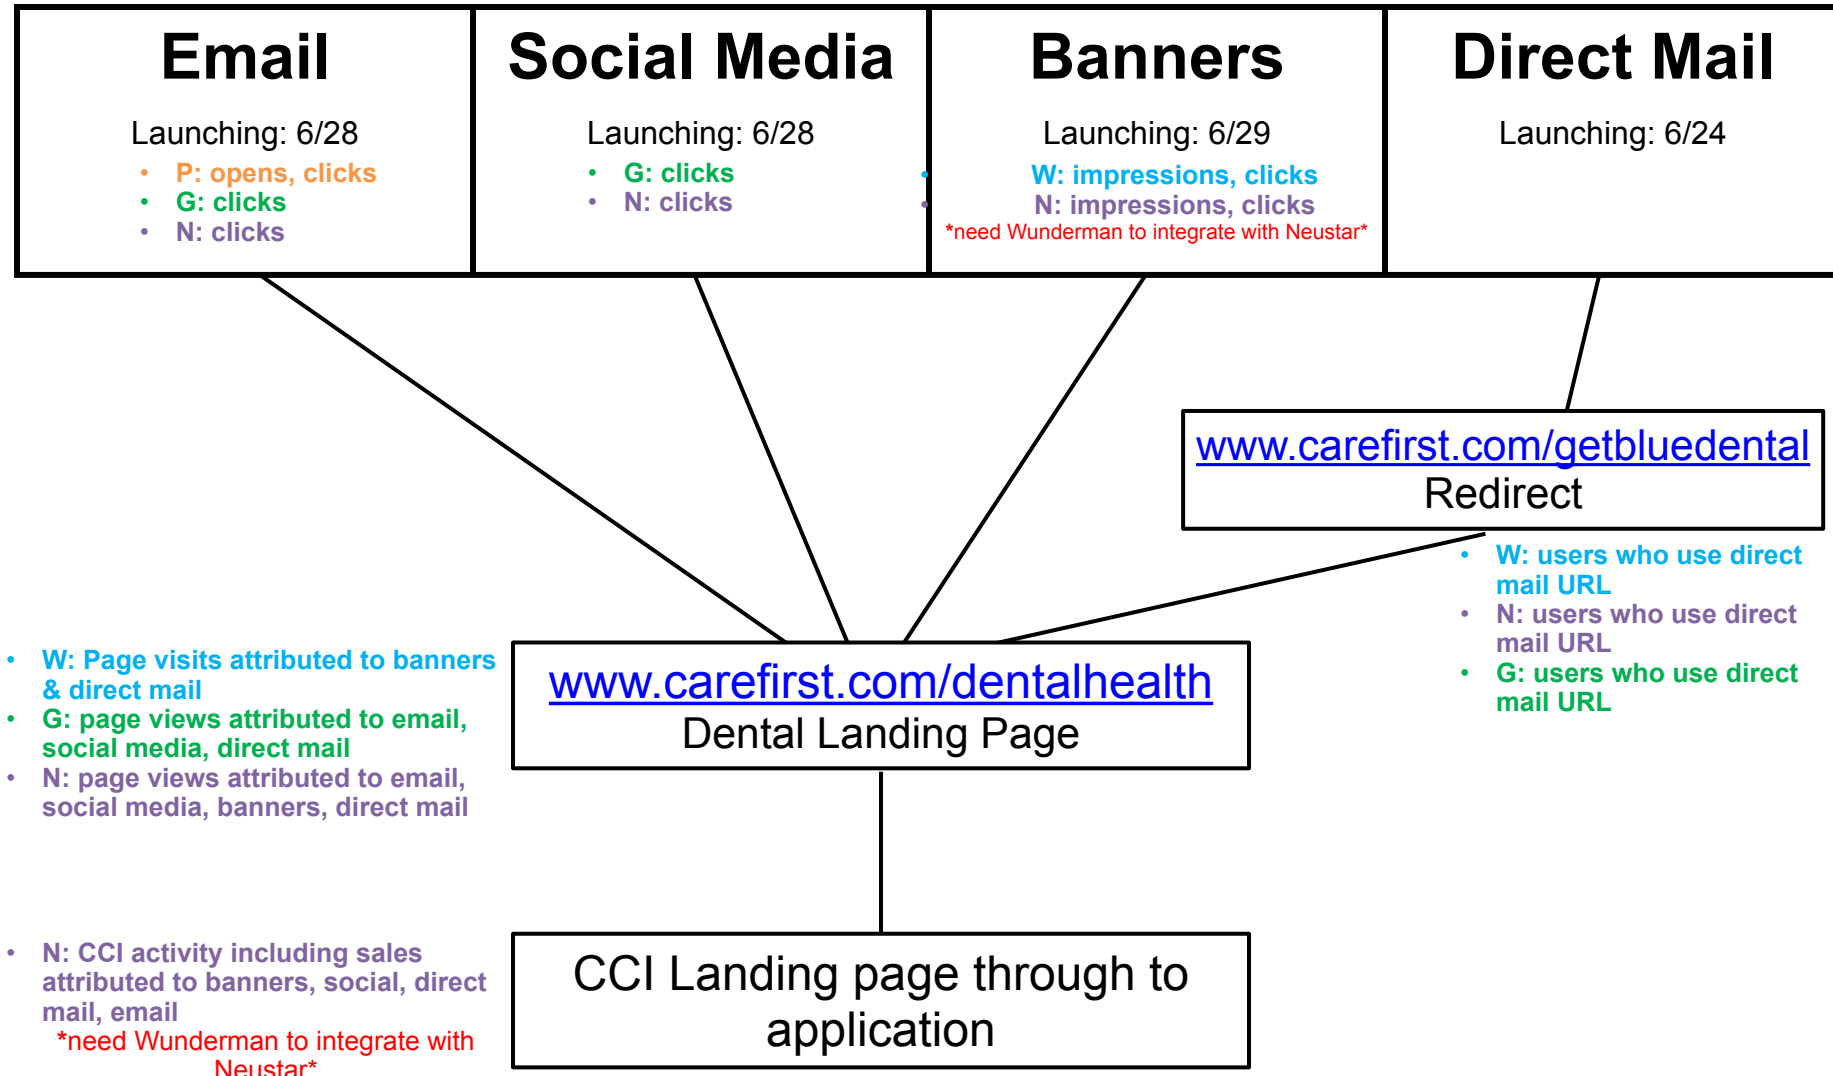 Email
Launching: 6/28
• P: opens, clicks
• G: clicks
• N: clicks
Social Media
Launching: 6/28
• G: clicks
• N: clicks
Banners
Launching: 6/29
• W: impressions, clicks
• N: impressions, clicks
*need Wunderman to integrate with Neustar*
Direct Mail
Launching: 6/24
www.carefirst.com/getbluedental
Redirect
• W: users who use direct
mail URL
• N: users who use direct
mail URL
• G: users who use direct
mail URL
• W: Page visits attributed to banners
& direct mail
• G: page views attributed to email,
social media, direct mail
• N: page views attributed to email,
social media, banners, direct mail
www.carefirst.com/dentalhealth
Dental Landing Page
• N: CCI activity including sales
attributed to banners, social, direct
mail, email
*need Wunderman to integrate with
Neustar*
CCI Landing page through to
application